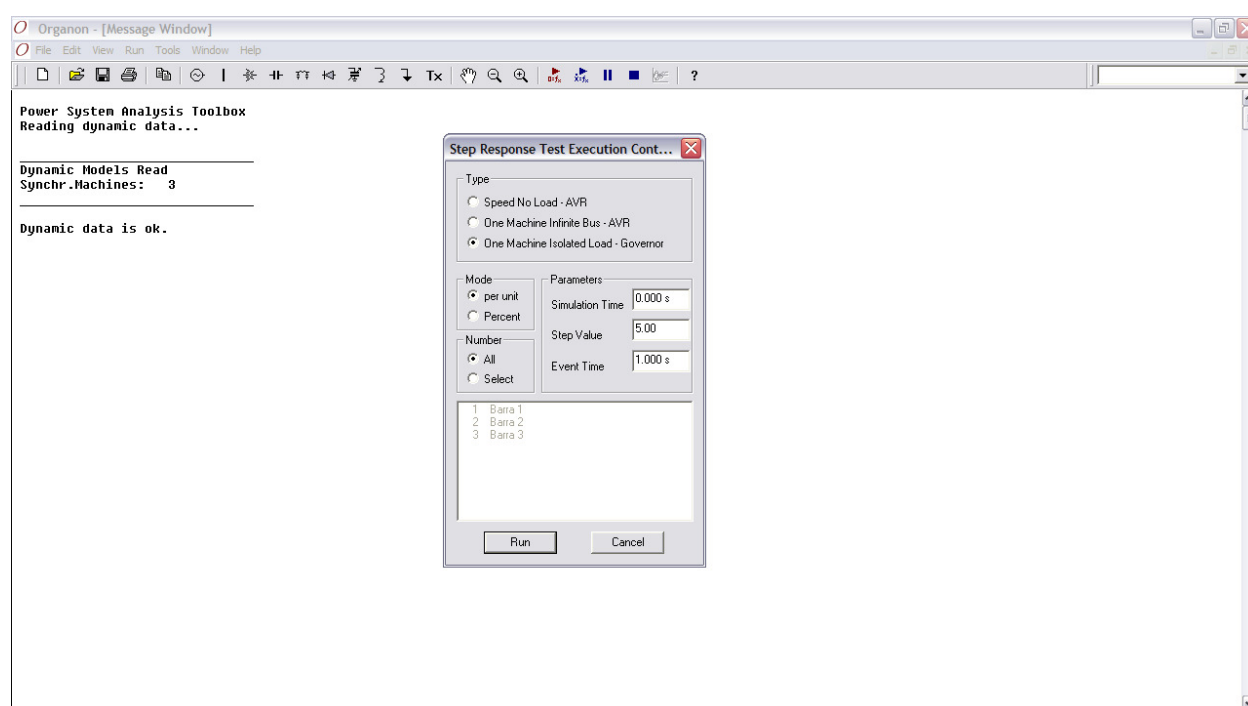 Organon - [Message Window]
File Edit View Run Tools Window Help
Tx ?
Power System Analysis Toolbox
Reading dynamic data...
Dynamic Models Read
Synchr.Machines: 3
Dynamic data is ok.
Step Response Test Execution Cont...
Type
Speed No Load - AVR
One Machine Infinite Bus - AVR
One Machine Isolated Load - Governor
Mode
per unit
Percent
Number
All
Select
Parameters
Simulation Time 0.000 s
Step Value 5.00
Event Time 1.000 s
1 Barra 1
2 Barra 2
3 Barra 3
Run Cancel